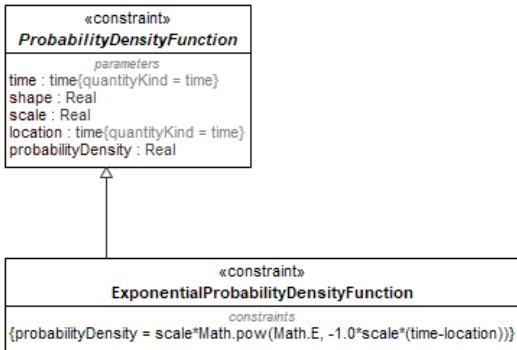 «constraint»
ProbabilityDensityFunction
parameters
time : time{quantityKind = time}
shape : Real
scale : Real
location : time{quantityKind = time}
probabilityDensity : Real
«constraint»
ExponentialProbabilityDensityFunction
constraints
{probabilityDensity = scale*Math.pow(Math.E, -1.0*scale*(time-location))}